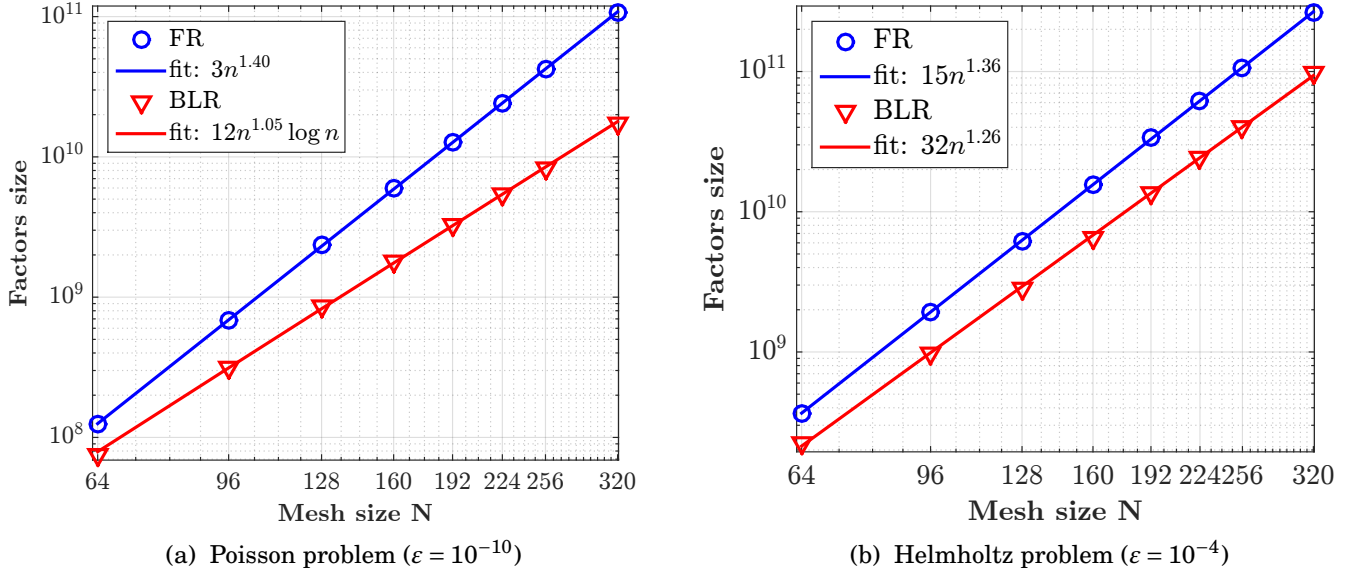 10^11
10^10
10^9
10^8
Factors size
FR
fit: 3n^1.40
BLR
fit: 12n^1.05 log n
64 96 128 160 192 224 256 320
Mesh size N
(a) Poisson problem (ε = 10^−10)
10^11
10^10
10^9
Factors size
FR
fit: 15n^1.36
BLR
fit: 32n^1.26
64 96 128 160 192 224 256 320
Mesh size N
(b) Helmholtz problem (ε = 10^−4)